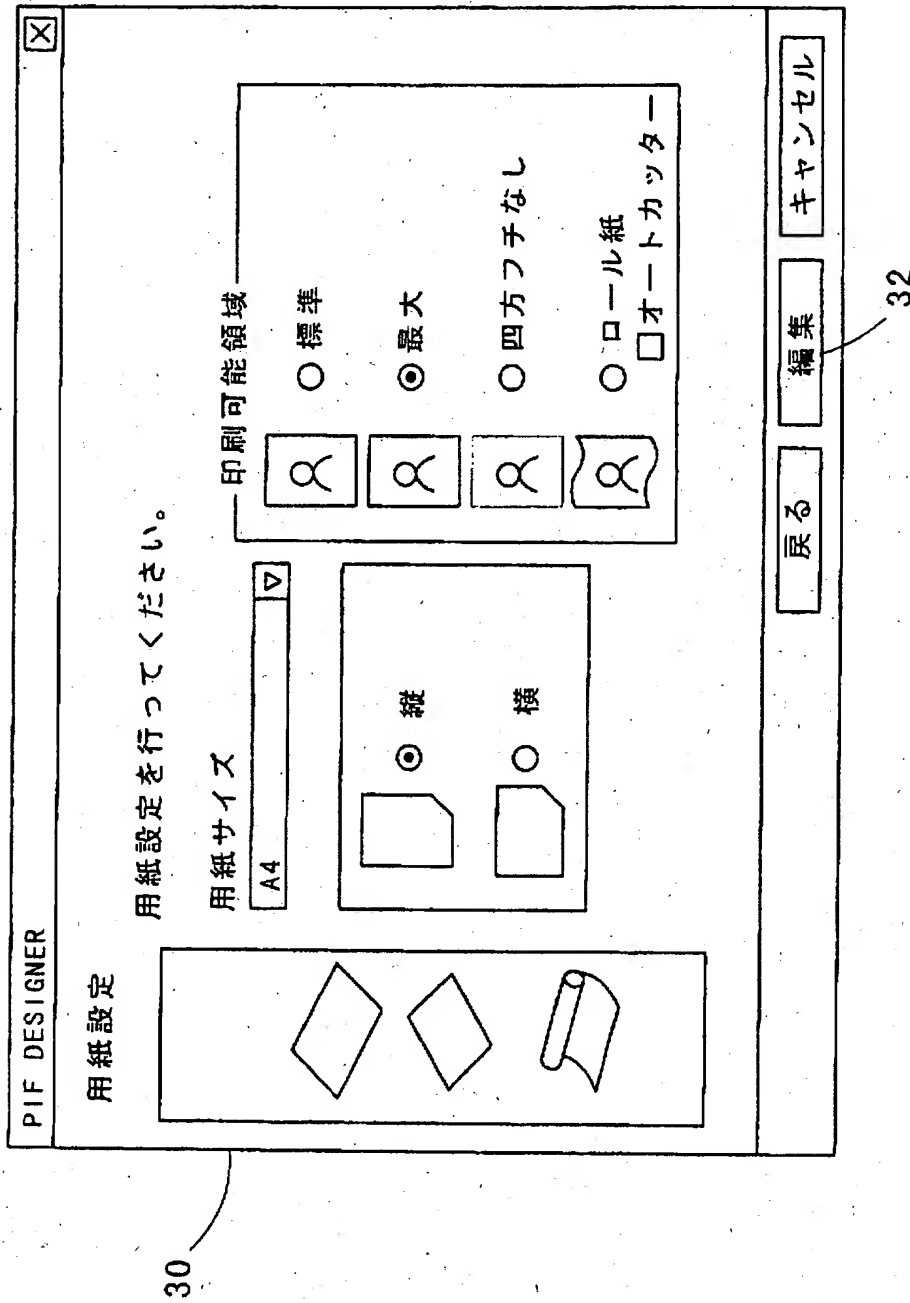 PIF DESIGNER
用紙設定
用紙設定を行ってください。
用紙サイズ
A4
縦
横
印刷可能領域
標準
最大
四方フチなし
ロール紙
オートカッター
戻る
編集
キャンセル
30
32